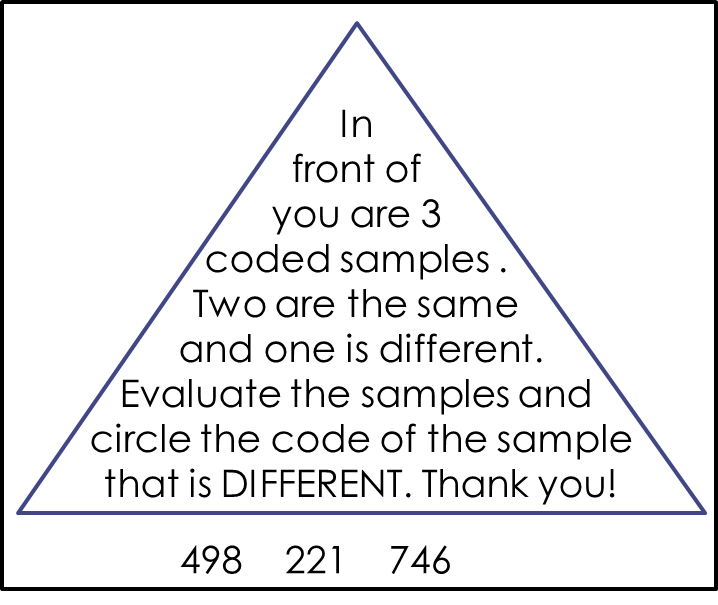 In
front of
you are 3
coded samples .
Two are the same
and one is different.
Evaluate the samples and
circle the code of the sample
that is DIFFERENT. Thank you!
498 221 746